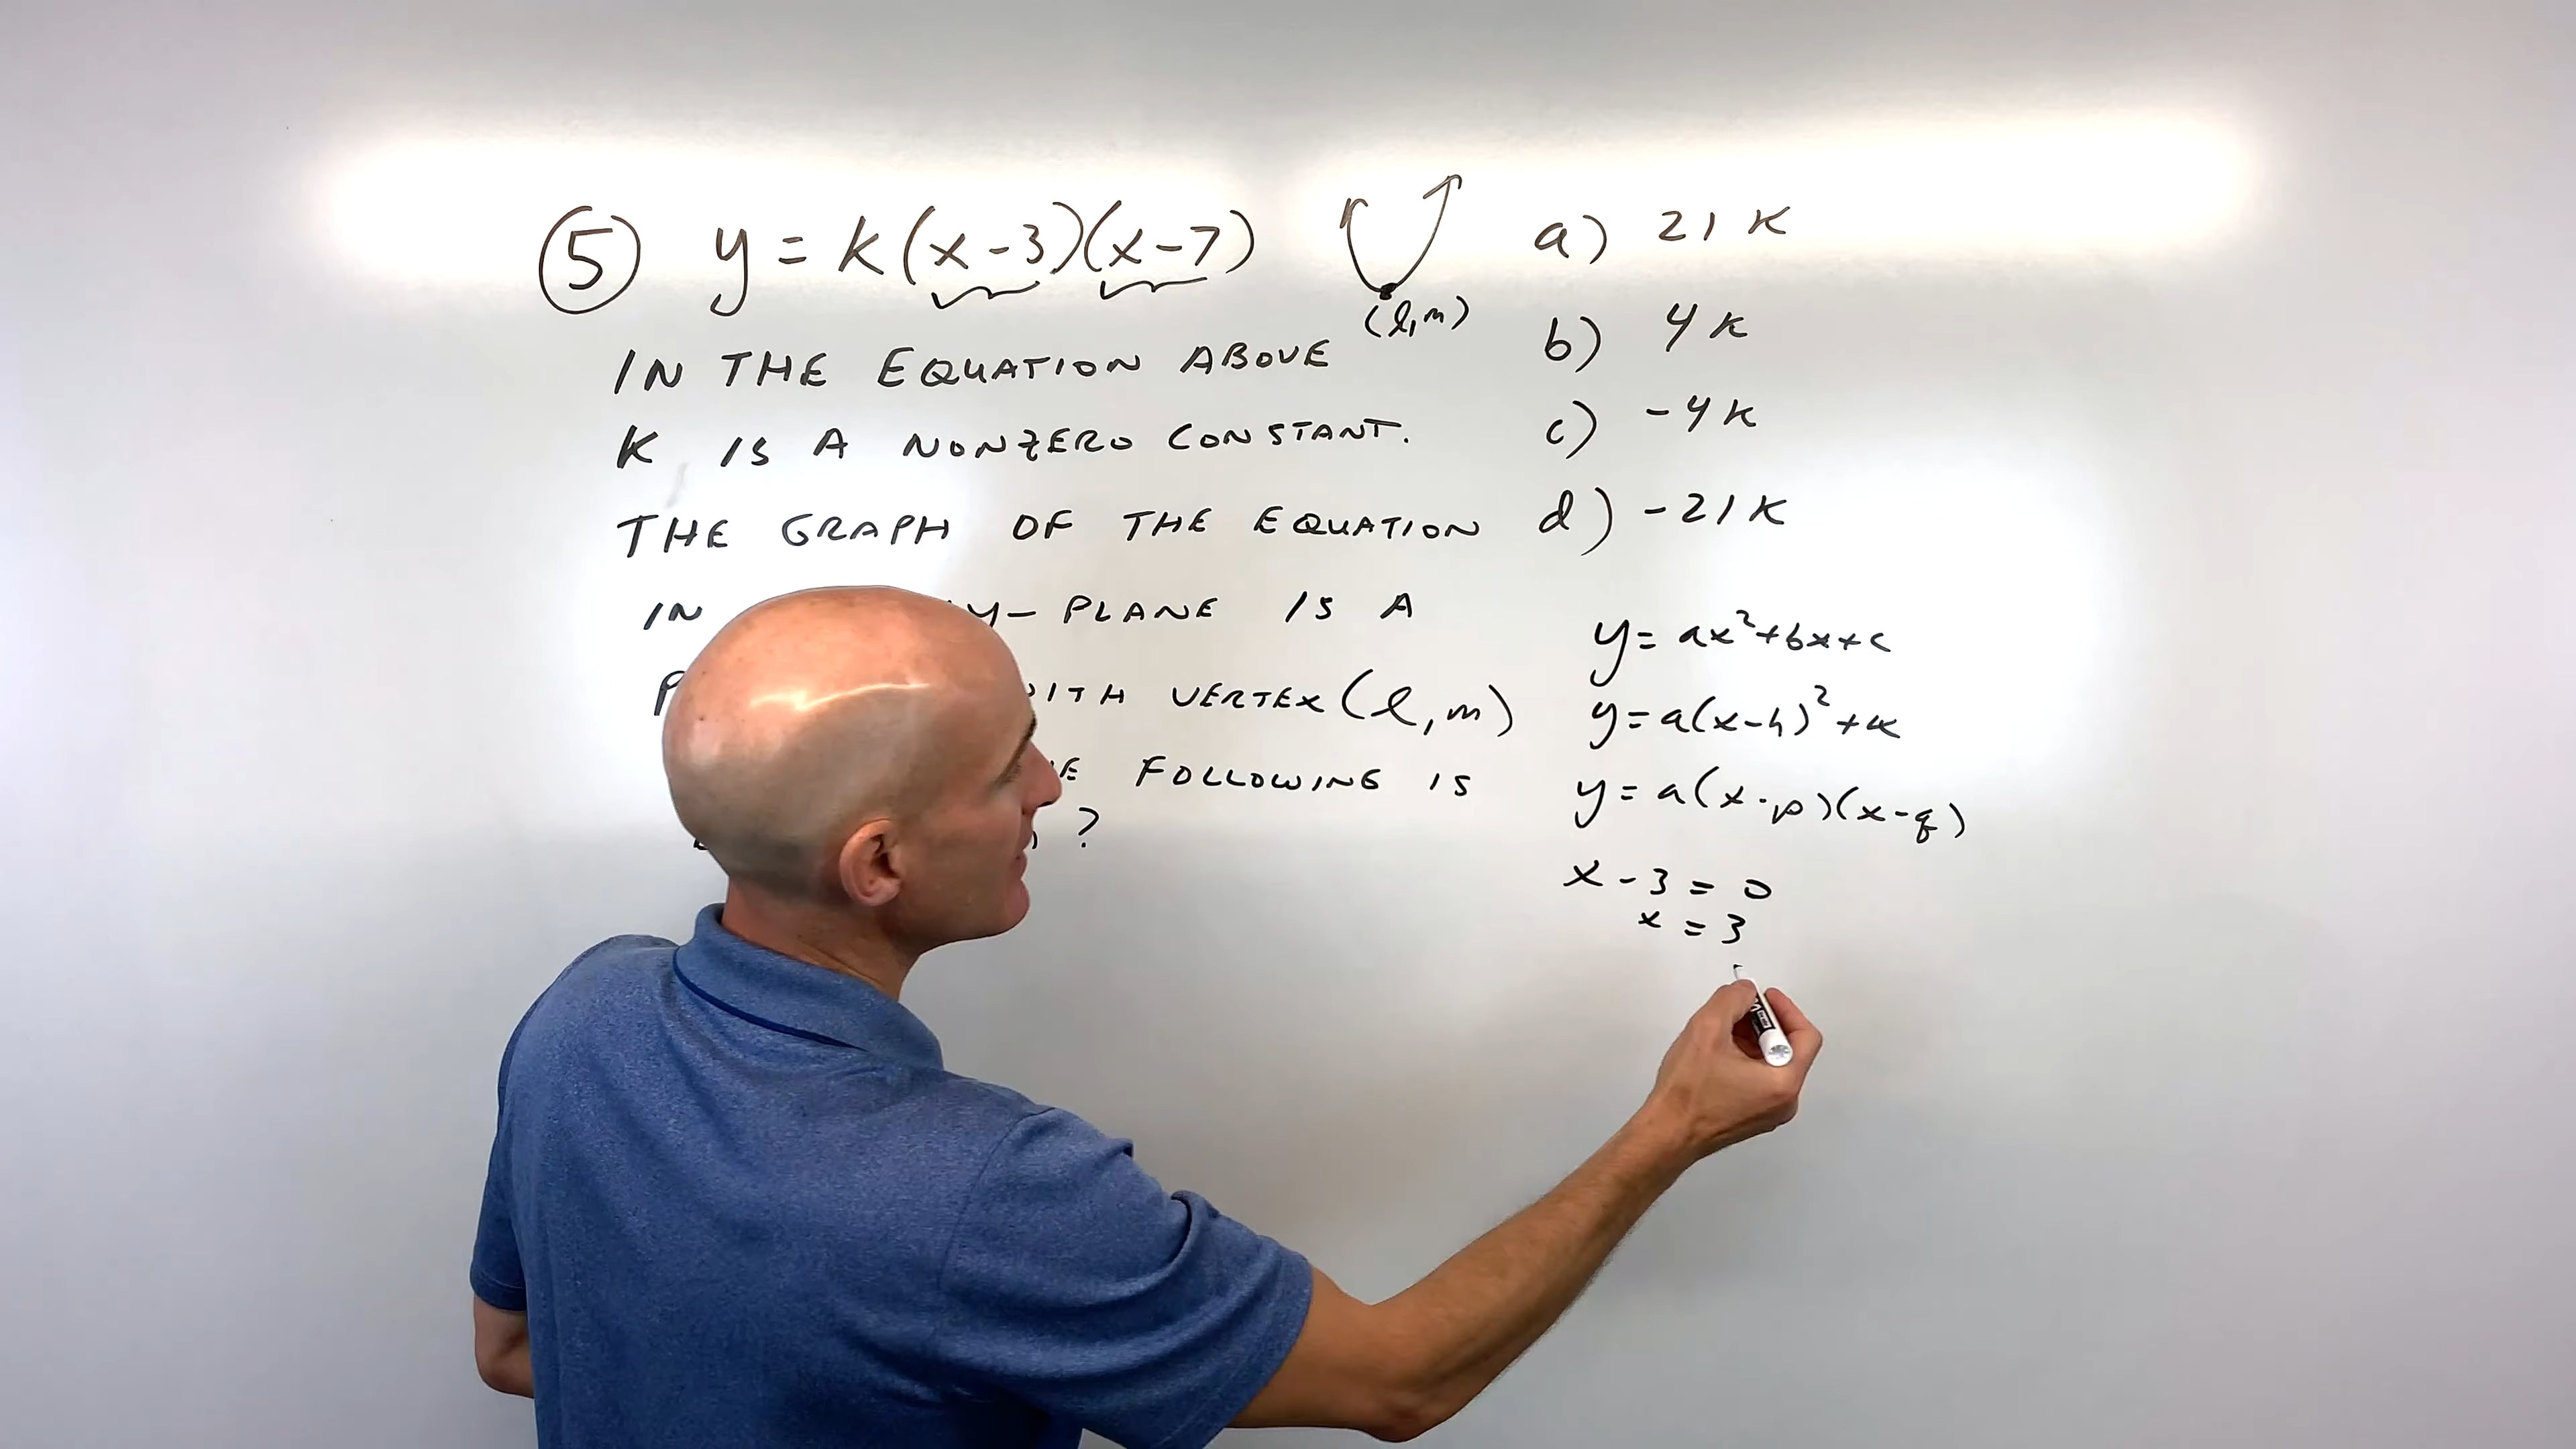 5 y = k(x-3)(x-7)
(l,m)
IN THE EQUATION ABOVE
K IS A NONZERO CONSTANT.
THE GRAPH OF THE EQUATION
IN y-PLANE IS A
WITH VERTEX (l,m)
FOLLOWING IS
?
a) 21K
b) 4K
c) -4K
d) -21K
y = ax²+bx+c
y = a(x-h)²+k
y = a(x-p)(x-q)
x-3 = 0
x = 3